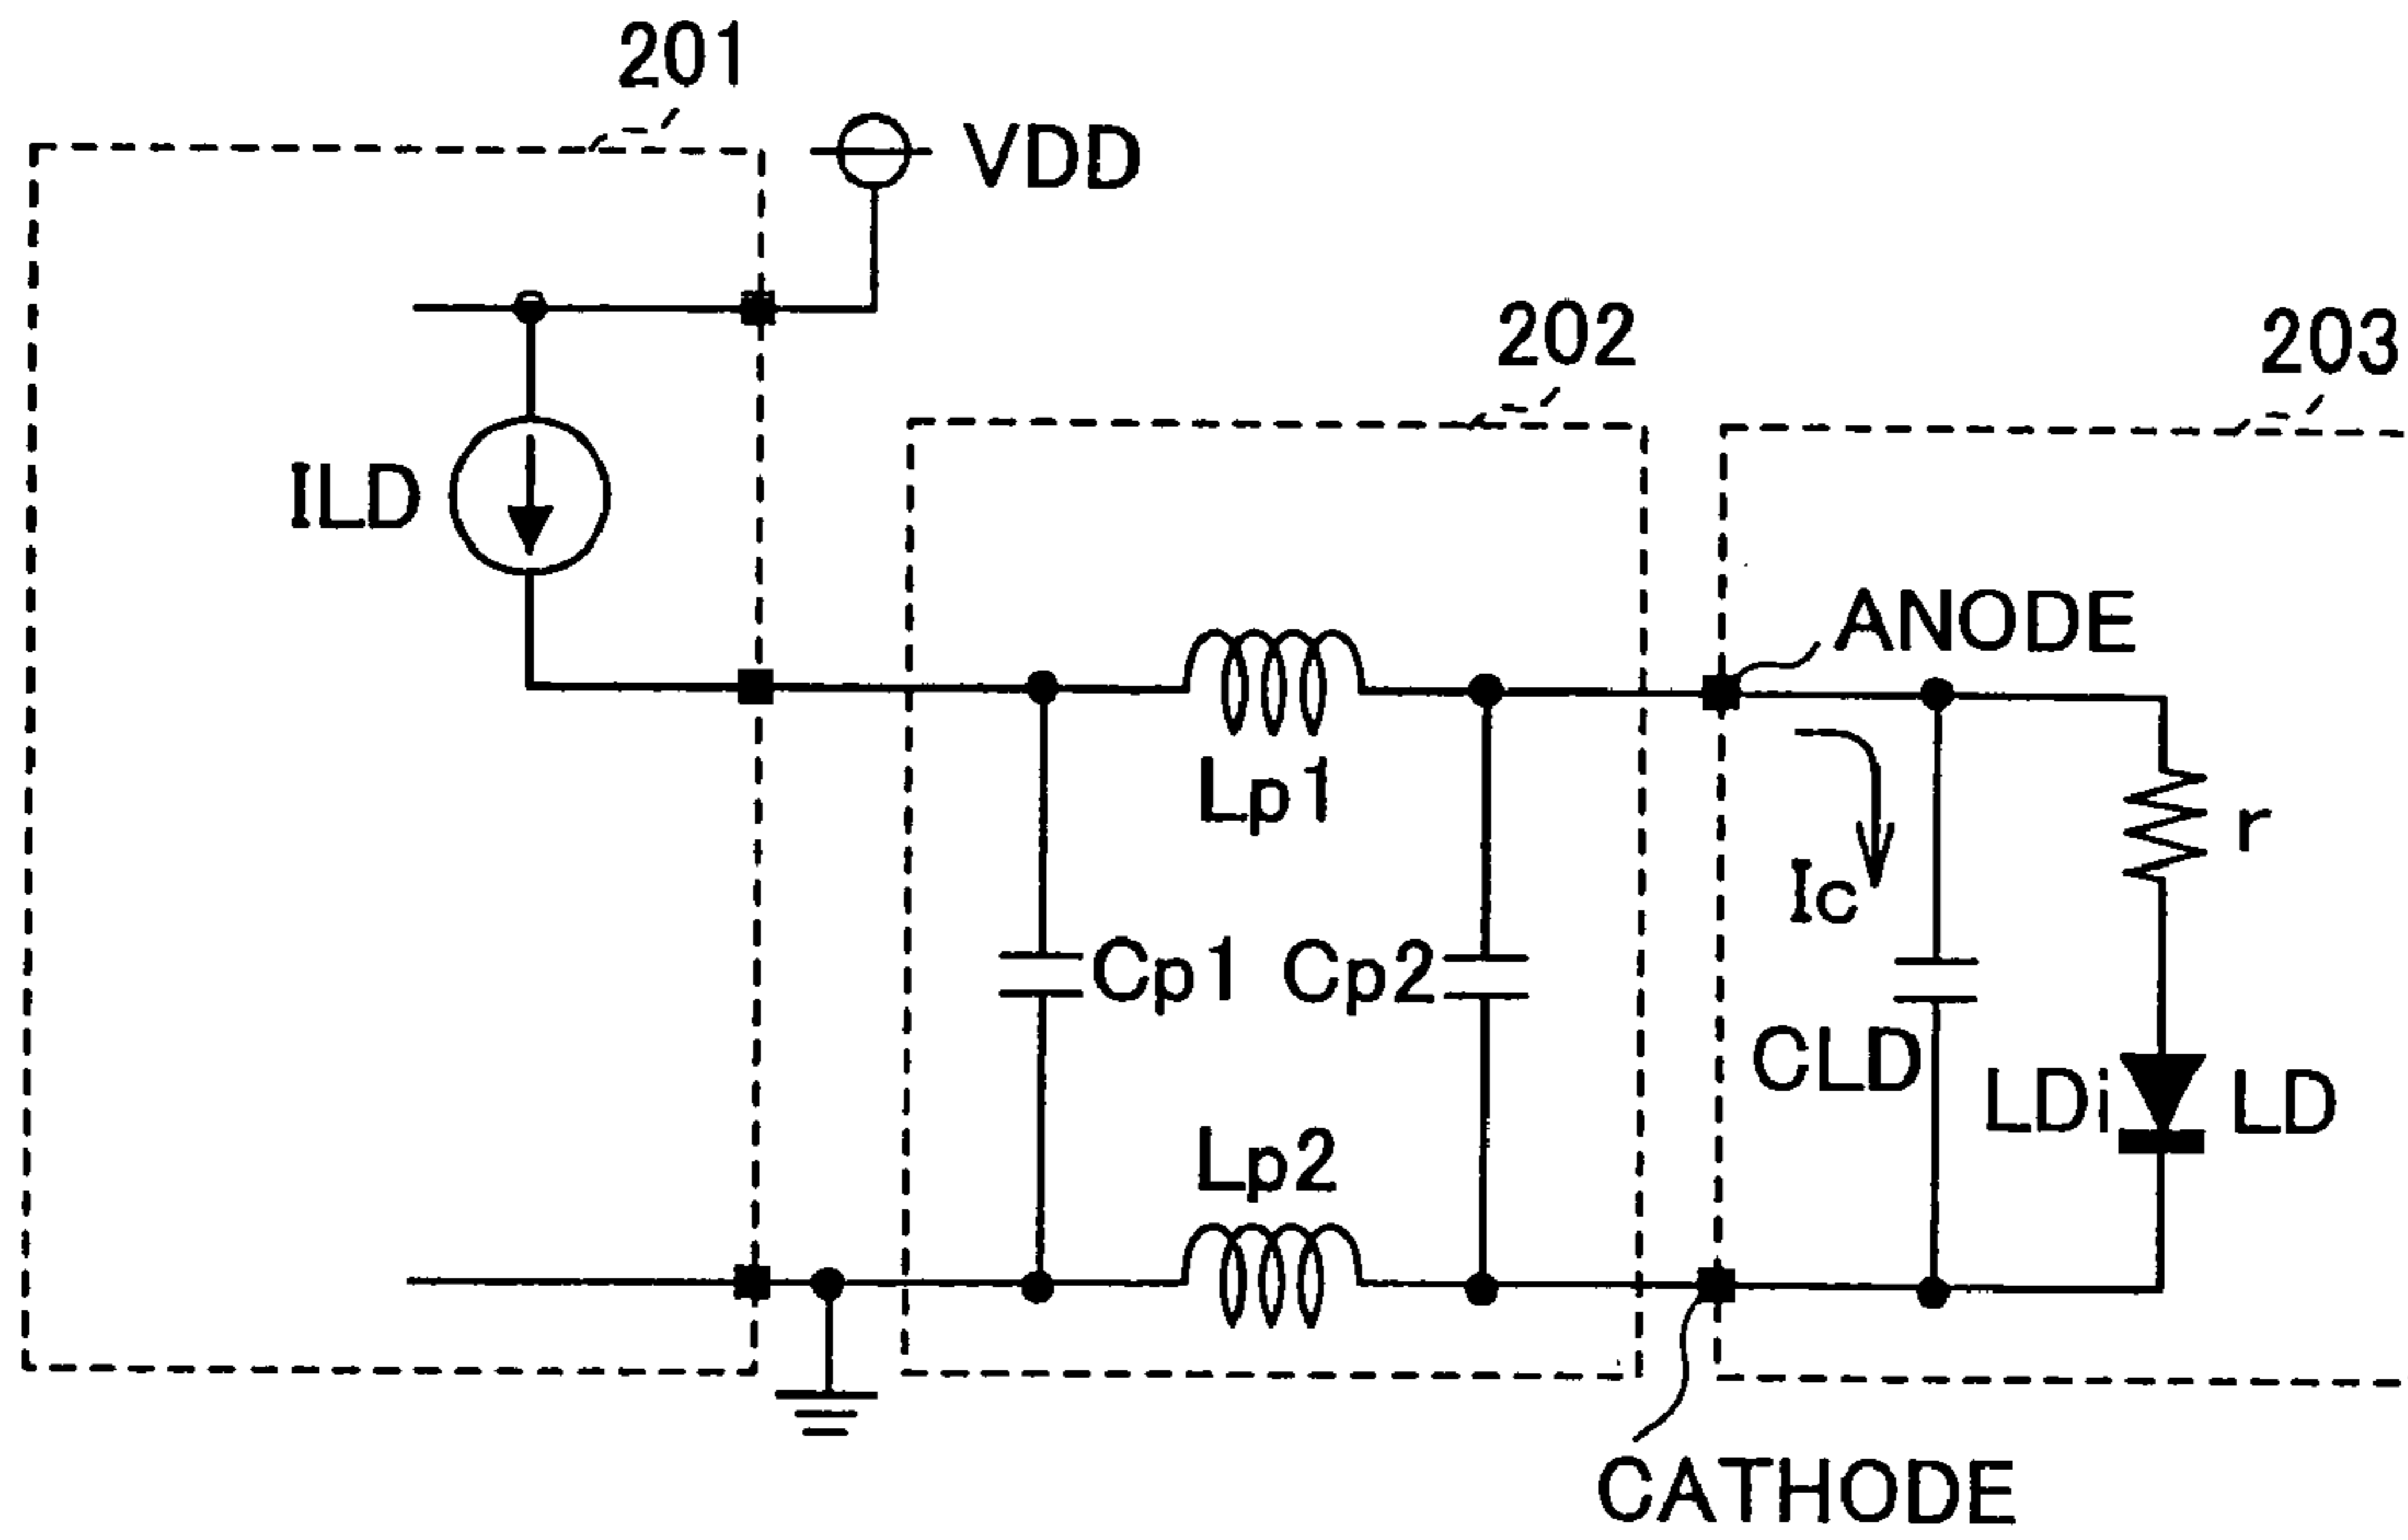 201
VDD
202
203
ILD
ANODE
Lp1
r
Ic
Cp1
Cp2
CLD
LDi
LD
Lp2
CATHODE